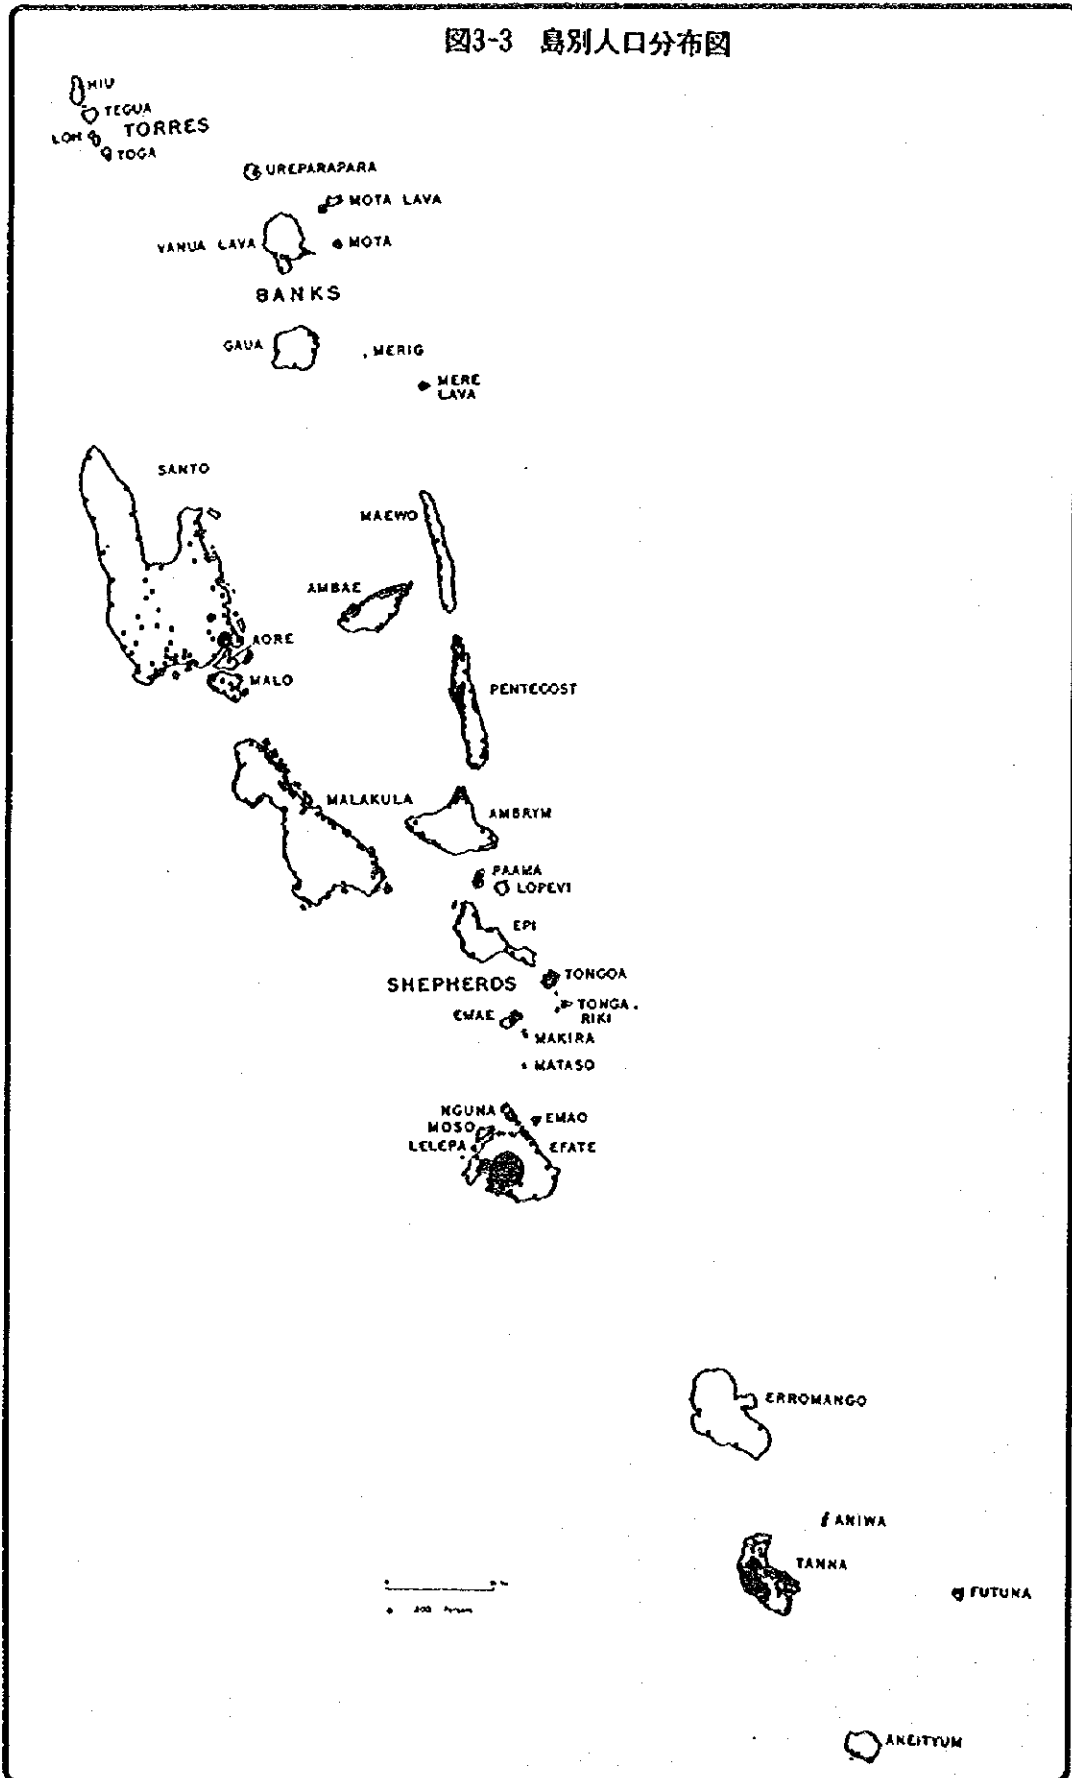 図3-3 島別人口分布図
HIU
TEGUA
TORRES
LOH
TOGA
UREPARAPARA
MOTA LAVA
VANUA LAVA
MOTA
BANKS
GAUA
MERIG
MERE
LAVA
SANTO
MAEWO
AMBAE
AORE
MALO
PENTECOST
MALAKULA
AMBRYM
PAAMA
LOPEVI
EPI
SHEPHERDS
TONGOA
TONGA.
RIKI
EMAE
MAKIRA
MATASO
NGUNA
EMAO
MOSO
LELEPA
EFATE
ERROMANGO
ANIWA
TANNA
FUTUNA
ANEITYUM